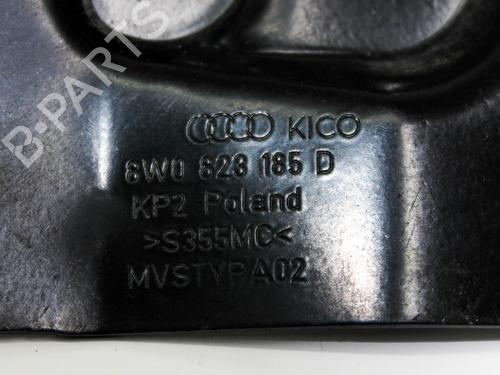 B-PARTS
KICO
8W0 823 185 D
KP2 Poland
>S355MC<
MVSTYPA02